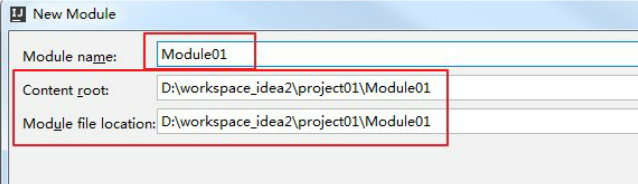 New Module
Module name: Module01
Content root: D:\workspace_idea2\project01\Module01
Module file location: D:\workspace_idea2\project01\Module01